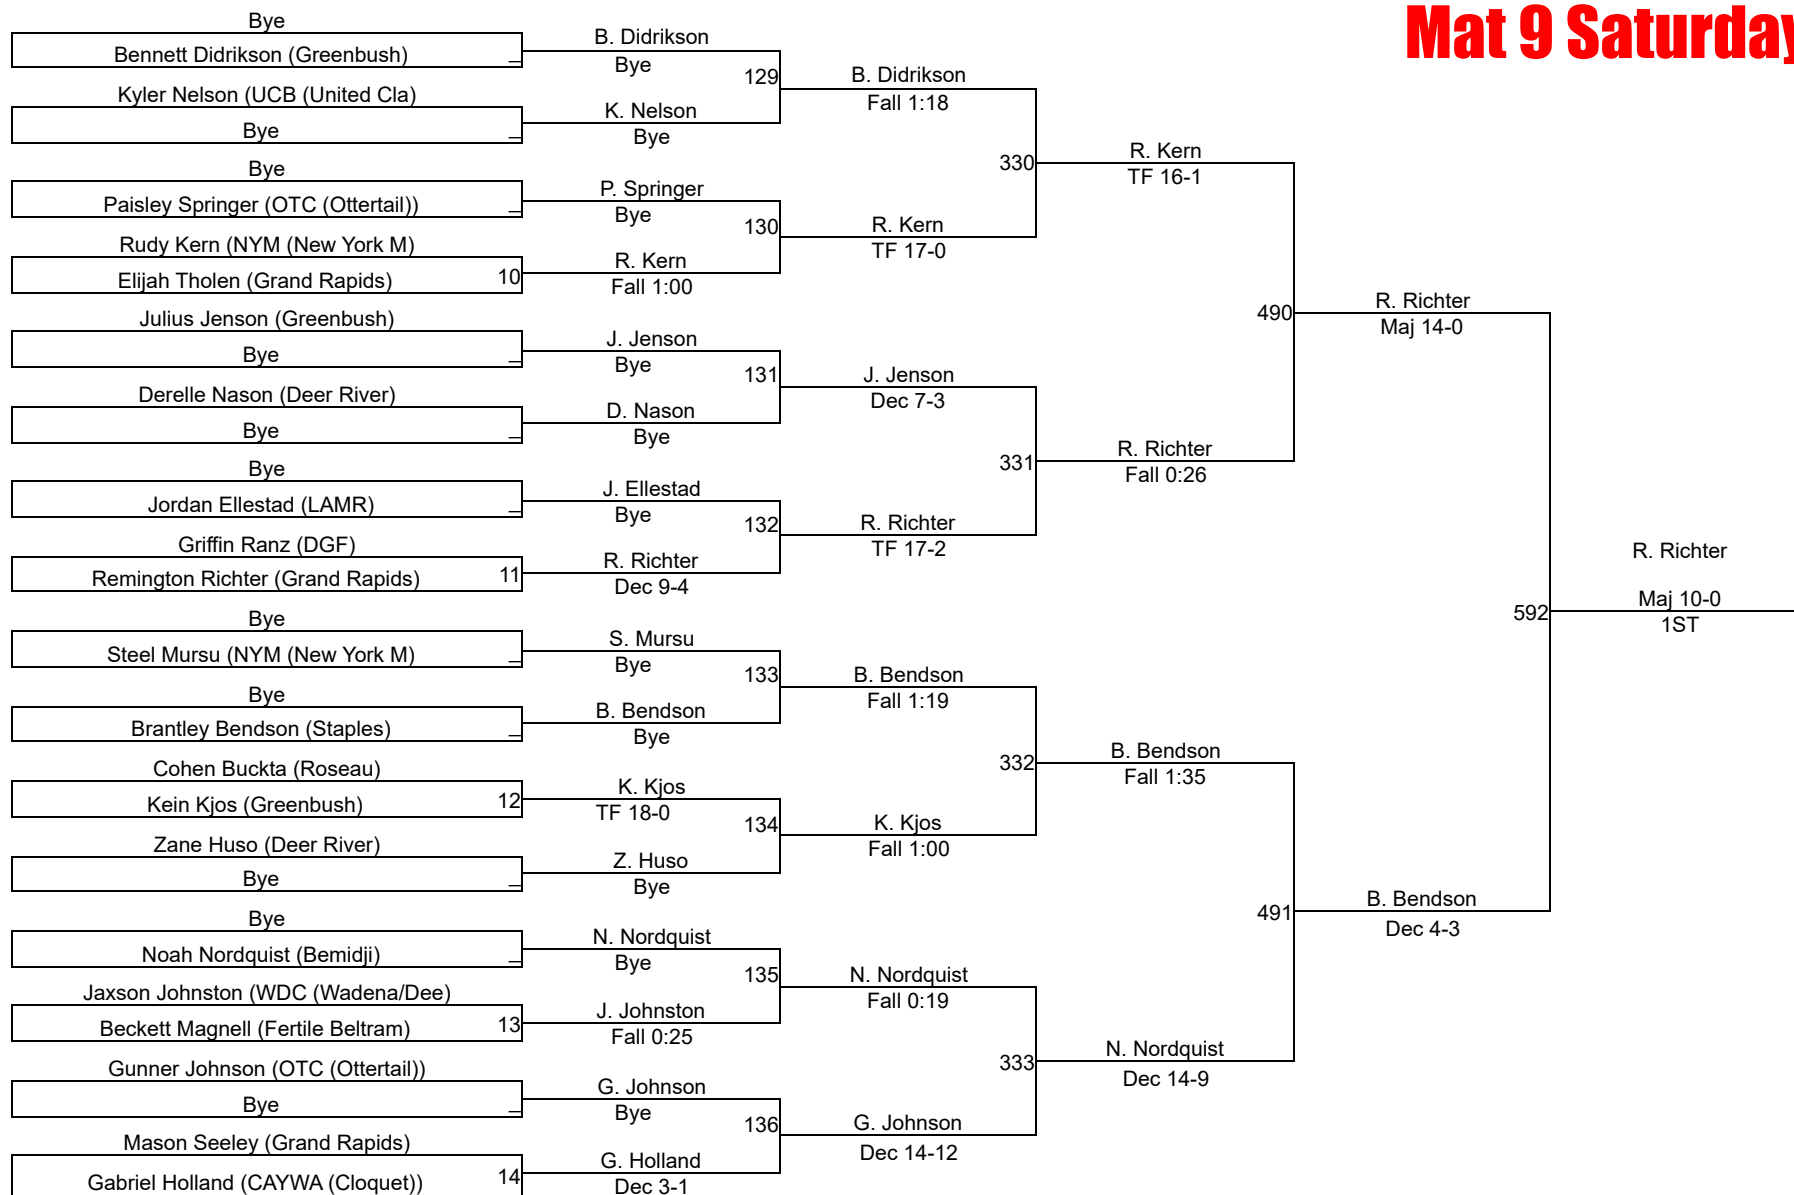 Mat 9 Saturday
Bye
Bennett Didrikson (Greenbush)
Kyler Nelson (UCB (United Cla)
Bye
Bye
Paisley Springer (OTC (Ottertail))
Rudy Kern (NYM (New York M)
Elijah Tholen (Grand Rapids)
10
Julius Jenson (Greenbush)
Bye
Derelle Nason (Deer River)
Bye
Bye
Jordan Ellestad (LAMR)
Griffin Ranz (DGF)
Remington Richter (Grand Rapids)
11
Bye
Steel Mursu (NYM (New York M)
Bye
Brantley Bendson (Staples)
Cohen Buckta (Roseau)
Kein Kjos (Greenbush)
12
Zane Huso (Deer River)
Bye
Bye
Noah Nordquist (Bemidji)
Jaxson Johnston (WDC (Wadena/Dee)
Beckett Magnell (Fertile Beltram)
13
Gunner Johnson (OTC (Ottertail))
Bye
Mason Seeley (Grand Rapids)
Gabriel Holland (CAYWA (Cloquet))
14
B. Didrikson
Bye
129
K. Nelson
Bye
P. Springer
Bye
130
R. Kern
Fall 1:00
J. Jenson
Bye
131
D. Nason
Bye
J. Ellestad
Bye
132
R. Richter
Dec 9-4
S. Mursu
Bye
133
B. Bendson
Bye
K. Kjos
TF 18-0
134
Z. Huso
Bye
N. Nordquist
Bye
135
J. Johnston
Fall 0:25
G. Johnson
Bye
136
G. Holland
Dec 3-1
B. Didrikson
Fall 1:18
330
R. Kern
TF 17-0
J. Jenson
Dec 7-3
331
R. Richter
TF 17-2
B. Bendson
Fall 1:19
332
K. Kjos
Fall 1:00
N. Nordquist
Fall 0:19
333
G. Johnson
Dec 14-12
R. Kern
TF 16-1
490
R. Richter
Fall 0:26
B. Bendson
Fall 1:35
491
N. Nordquist
Dec 14-9
R. Richter
Maj 14-0
592
B. Bendson
Dec 4-3
R. Richter
Maj 10-0
1ST